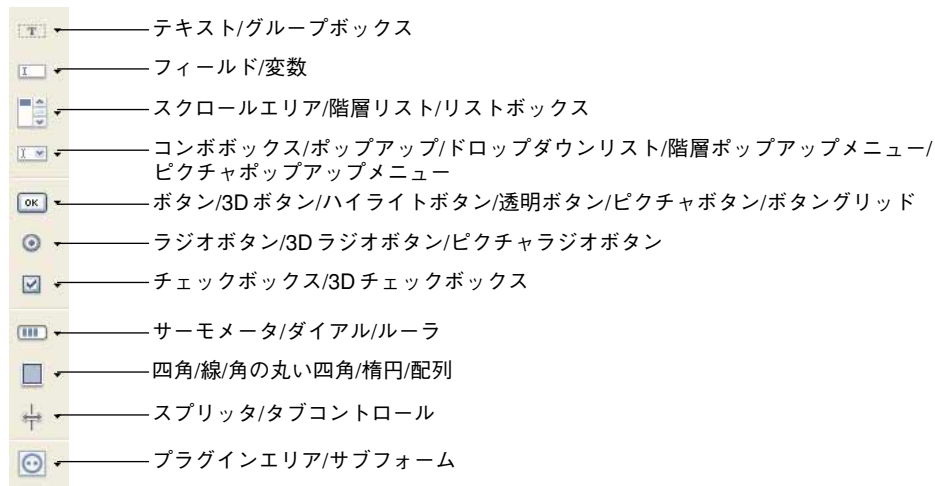 T
テキスト/グループボックス
フィールド/変数
スクロールエリア/階層リスト/リストボックス
コンボボックス/ポップアップ/ドロップダウンリスト/階層ポップアップメニュー/
ピクチャポップアップメニュー
OK
ボタン/3Dボタン/ハイライトボタン/透明ボタン/ピクチャボタン/ボタングリッド
ラジオボタン/3Dラジオボタン/ピクチャラジオボタン
チェックボックス/3Dチェックボックス
サーモメータ/ダイアル/ルーラ
四角/線/角の丸い四角/楕円/配列
スプリッタ/タブコントロール
プラグインエリア/サブフォーム